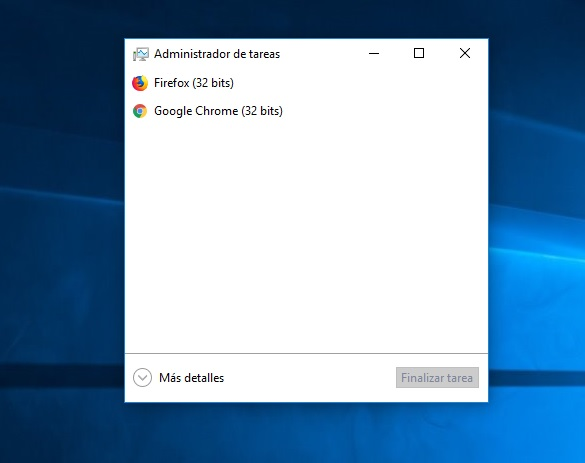 Administrador de tareas
Firefox (32 bits)
Google Chrome (32 bits)
Más detalles
Finalizar tarea